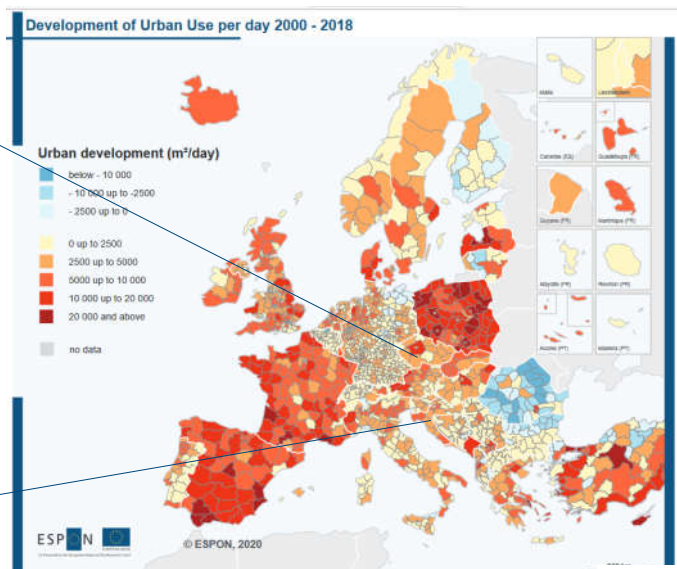 Development of Urban Use per day 2000 - 2018
Urban development (m²/day)
below - 10 000
- 10 000 up to -2500
- 2500 up to 0
0 up to 2500
2500 up to 5000
5000 up to 10 000
10 000 up to 20 000
20 000 and above
no data
Malta
Liechtenstein
Canarias (ES)
Guadeloupe (FR)
Guyane (FR)
Martinique (FR)
Mayotte (FR)
Réunion (FR)
Azores (PT)
Madeira (PT)
ESPON
© ESPON, 2020